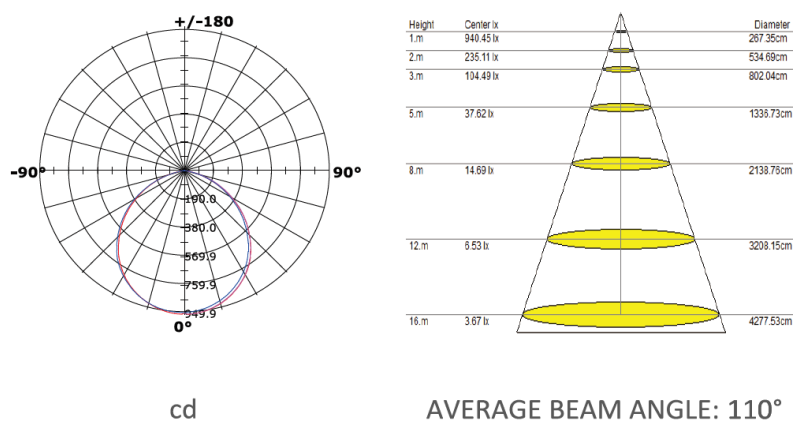 +/-180
-90°
90°
190.0
380.0
569.9
759.9
949.9
0°
cd
Height Center lx Diameter
1.m 940.45 lx 267.35cm
2.m 235.11 lx 534.69cm
3.m 104.49 lx 802.04cm
5.m 37.62 lx 1336.73cm
8.m 14.69 lx 2138.76cm
12.m 6.53 lx 3208.15cm
16.m 3.67 lx 4277.53cm
AVERAGE BEAM ANGLE: 110°